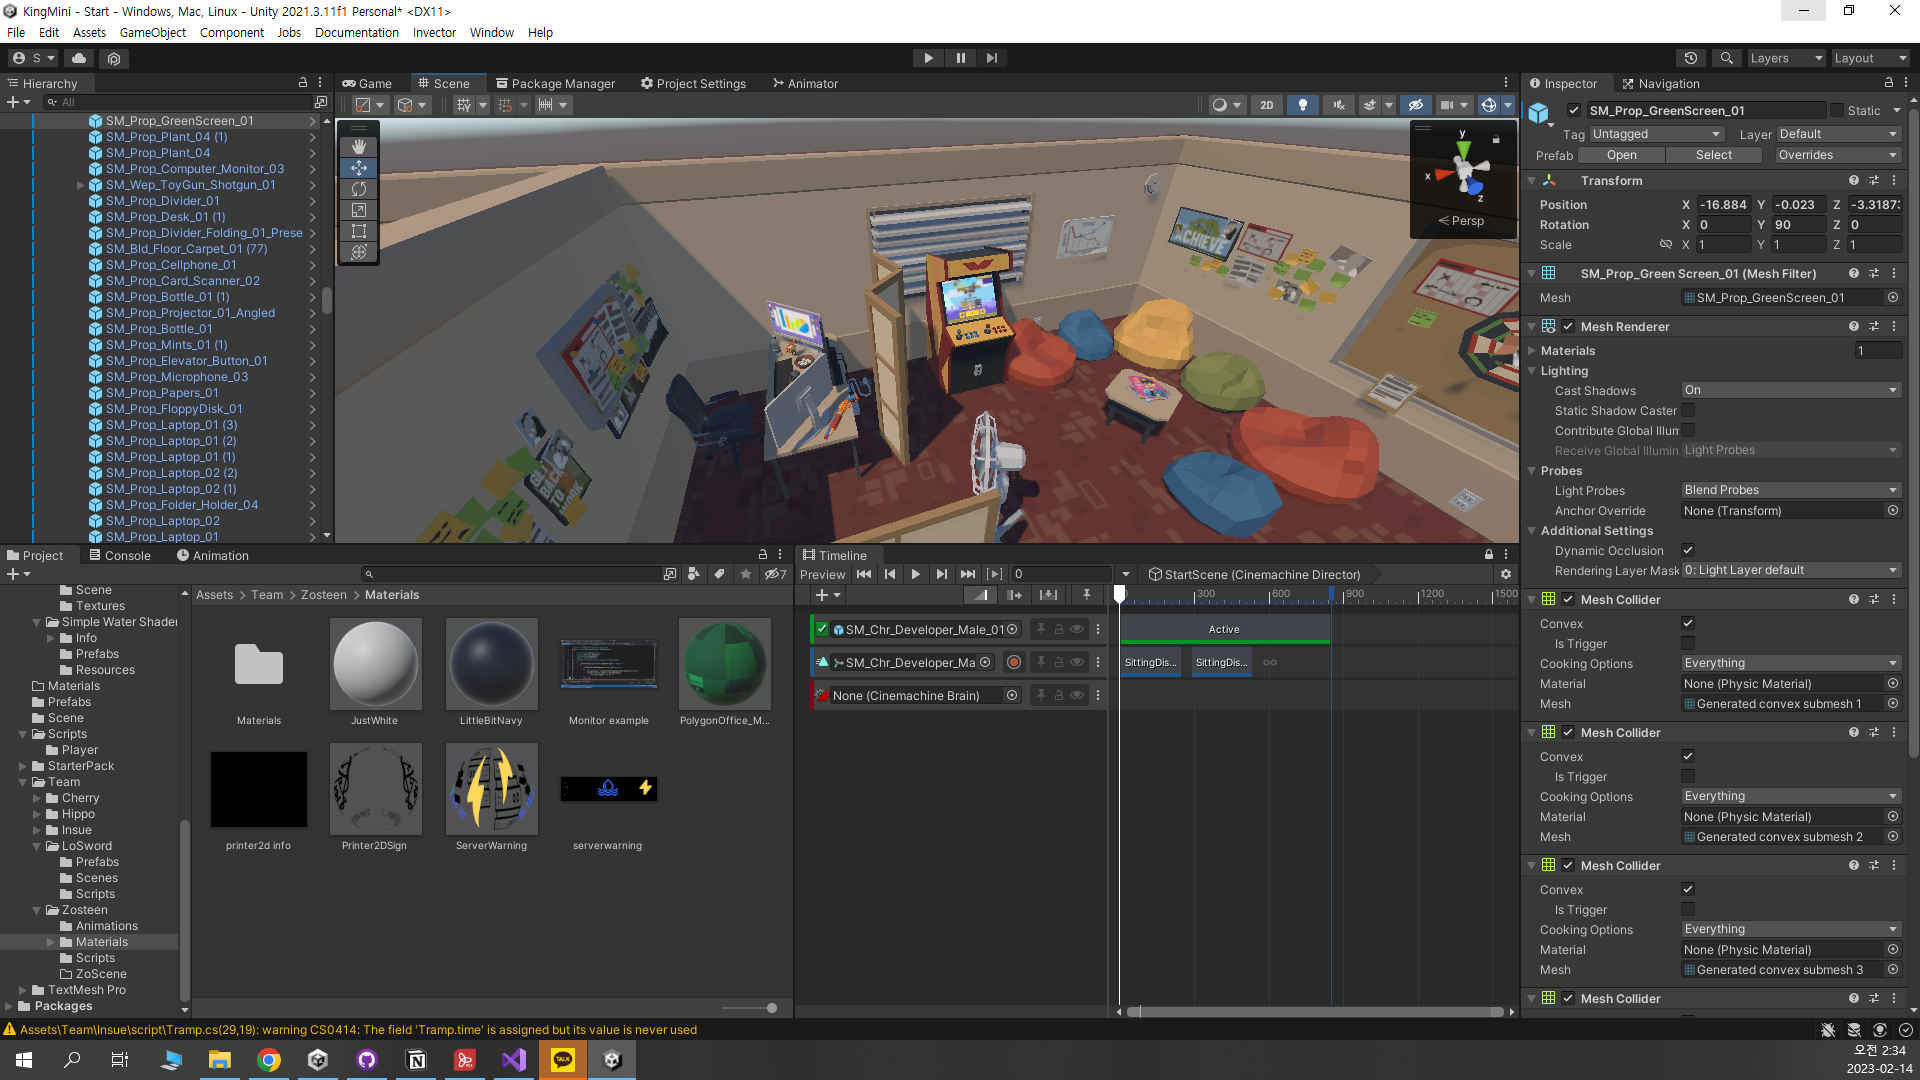 KingMini - Start - Windows, Mac, Linux - Unity 2021.3.11f1 Personal* <DX11>
File Edit Assets GameObject Component Jobs Documentation Invector Window Help
S
Layers
Layout
Hierarchy
All
SM_Prop_GreenScreen_01
SM_Prop_Plant_04 (1)
SM_Prop_Plant_04
SM_Prop_Computer_Monitor_03
SM_Wep_ToyGun_Shotgun_01
SM_Prop_Divider_01
SM_Prop_Desk_01 (1)
SM_Prop_Divider_Folding_01_Prese
SM_Bld_Floor_Carpet_01 (77)
SM_Prop_Cellphone_01
SM_Prop_Card_Scanner_02
SM_Prop_Bottle_01 (1)
SM_Prop_Projector_01_Angled
SM_Prop_Bottle_01
SM_Prop_Mints_01 (1)
SM_Prop_Elevator_Button_01
SM_Prop_Microphone_03
SM_Prop_Papers_01
SM_Prop_FloppyDisk_01
SM_Prop_Laptop_01 (3)
SM_Prop_Laptop_01 (2)
SM_Prop_Laptop_01 (1)
SM_Prop_Laptop_02 (2)
SM_Prop_Laptop_02 (1)
SM_Prop_Folder_Holder_04
SM_Prop_Laptop_02
SM_Prop_Laptop_01
Game Scene Package Manager Project Settings Animator
2D
ACHIEVE
GET BACK TO WORK
y
x
z
Persp
Inspector Navigation
SM_Prop_GreenScreen_01 Static
Tag Untagged Layer Default
Prefab Open Select Overrides
Transform
Position X -16.884 Y -0.023 Z -3.3187
Rotation X 0 Y 90 Z 0
Scale X 1 Y 1 Z 1
SM_Prop_Green Screen_01 (Mesh Filter)
Mesh SM_Prop_GreenScreen_01
Mesh Renderer
Materials 1
Lighting
Cast Shadows On
Static Shadow Caster
Contribute Global Illum
Receive Global Illumin Light Probes
Probes
Light Probes Blend Probes
Anchor Override None (Transform)
Additional Settings
Dynamic Occlusion
Rendering Layer Mask 0: Light Layer default
Mesh Collider
Convex
Is Trigger
Cooking Options Everything
Material None (Physic Material)
Mesh Generated convex submesh 1
Mesh Collider
Convex
Is Trigger
Cooking Options Everything
Material None (Physic Material)
Mesh Generated convex submesh 2
Mesh Collider
Convex
Is Trigger
Cooking Options Everything
Material None (Physic Material)
Mesh Generated convex submesh 3
Mesh Collider
Project Console Animation
7
Scene
Textures
Simple Water Shader
Info
Prefabs
Resources
Materials
Prefabs
Scene
Scripts
Player
StarterPack
Team
Cherry
Hippo
Insue
LoSword
Prefabs
Scenes
Scripts
Zosteen
Animations
Materials
Scripts
ZoScene
TextMesh Pro
Packages
Assets > Team > Zosteen > Materials
Materials JustWhite LittleBitNavy Monitor example PolygonOffice_M...
printer2d info Printer2DSign ServerWarning serverwarning
Timeline
Preview 0 StartScene (Cinemachine Director)
0 300 600 900 1200 1500
SM_Chr_Developer_Male_01 Active
SM_Chr_Developer_Ma SittingDis... SittingDis...
None (Cinemachine Brain)
Assets\Team\Insue\script\Tramp.cs(29,19): warning CS0414: The field 'Tramp.time' is assigned but its value is never used
TALK
오전 2:34
2023-02-14